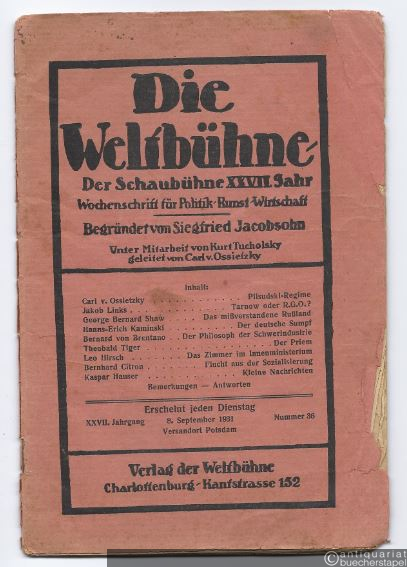 Die
Weltbühne
Der Schaubühne XXVII. Jahr
Wochenschrift für Politik · Kunst · Wirtschaft
Begründet von Siegfried Jacobsohn
Unter Mitarbeit von Kurt Tucholsky
geleitet von Carl v. Ossietzky
Inhalt:
Carl v. Ossietzky . . . . . . . . . . Pilsudski-Regime
Jakob Links . . . . . . . . . . Tarnow oder R.G.O.?
George Bernard Shaw . . . . Das mißverstandene Rußland
Hanns-Erich Kaminski . . . . . . . Der deutsche Sumpf
Bernard von Brentano . Der Philosoph der Schwerindustrie
Theobald Tiger . . . . . . . . . . Der Priem
Leo Hirsch . . . . . Das Zimmer im Innenministerium
Bernhard Citron . . . . . Flucht aus der Sozialisierung
Kaspar Hauser . . . . . . . . . Kleine Nachrichten
Bemerkungen — Antworten
Erscheint jeden Dienstag
XXVII. Jahrgang 8. September 1931 Nummer 36
Versandort Potsdam
Verlag der Weltbühne
Charlottenburg - Kantstrasse 152
antiquariat
buecherstapel